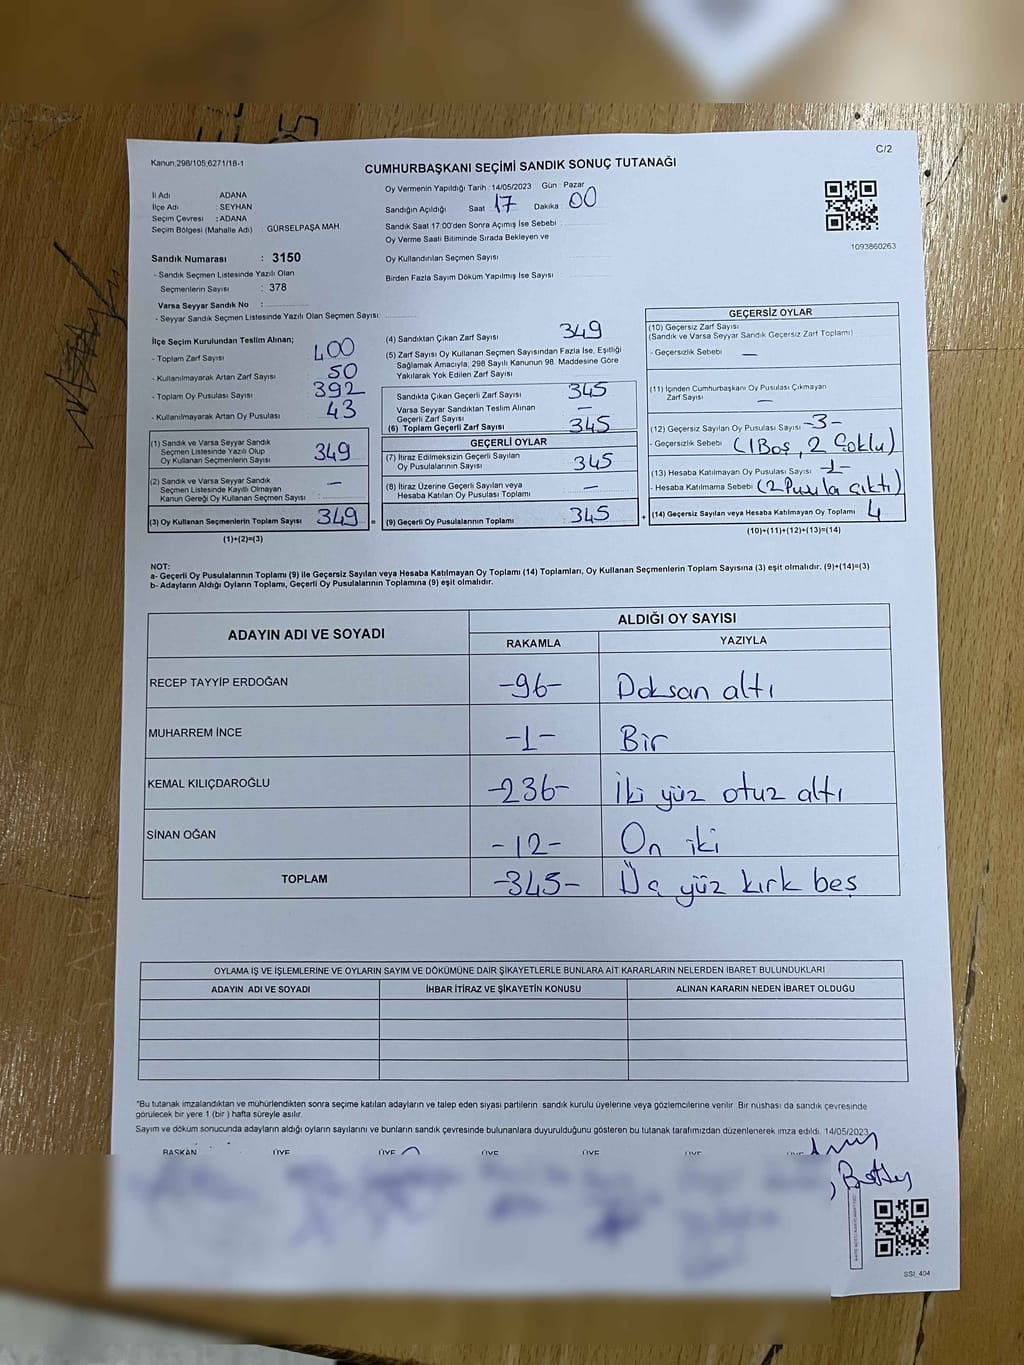 C/2
Kanun;298/105;6271/18-1
CUMHURBAŞKANI SEÇİMİ SANDIK SONUÇ TUTANAĞI
İl Adı ADANA
İlçe Adı : SEYHAN
Seçim Çevresi : ADANA
Seçim Bölgesi (Mahalle Adı) GÜRSELPAŞA MAH.
Sandık Numarası : 3150
- Sandık Seçmen Listesinde Yazılı Olan
Seçmenlerin Sayısı : 378
Varsa Seyyar Sandık No :
- Seyyar Sandık Seçmen Listesinde Yazılı Olan Seçmen Sayısı:
Oy Vermenin Yapıldığı Tarih : 14/05/2023 Gün : Pazar
Sandığın Açıldığı Saat 17 Dakika 00
Sandık Saat 17:00'den Sonra Açımış İse Sebebi :
Oy Verme Saati Bitiminde Sırada Bekleyen ve
Oy Kullandırılan Seçmen Sayısı
Birden Fazla Sayım Döküm Yapılmış İse Sayısı :
1093860263
İlçe Seçim Kurulundan Teslim Alınan;
- Toplam Zarf Sayısı 400
- Kullanılmayarak Artan Zarf Sayısı 50
- Toplam Oy Pusulası Sayısı 392
- Kullanılmayarak Artan Oy Pusulası 43
(1) Sandık ve Varsa Seyyar Sandık
Seçmen Listesinde Yazılı Olup
Oy Kullanan Seçmenlerin Sayısı 349
(2) Sandık ve Varsa Seyyar Sandık
Seçmen Listesinde Kayıtlı Olmayan
Kanun Gereği Oy Kullanan Seçmen Sayısı : —
(3) Oy Kullanan Seçmenlerin Toplam Sayısı 349 =
(1)+(2)=(3)
(4) Sandıktan Çıkan Zarf Sayısı 349
(5) Zarf Sayısı Oy Kullanan Seçmen Sayısından Fazla İse, Eşitliği
Sağlamak Amacıyla, 298 Sayılı Kanunun 98. Maddesine Göre
Yakılarak Yok Edilen Zarf Sayısı
Sandıkta Çıkan Geçerli Zarf Sayısı 345
Varsa Seyyar Sandıktan Teslim Alınan
Geçerli Zarf Sayısı —
(6) Toplam Geçerli Zarf Sayısı 345
GEÇERLİ OYLAR
(7) İtiraz Edilmeksizin Geçerli Sayılan
Oy Pusulalarının Sayısı 345
(8) İtiraz Üzerine Geçerli Sayılan veya
Hesaba Katılan Oy Pusulası Toplamı —
(9) Geçerli Oy Pusulalarının Toplamı 345 +
GEÇERSİZ OYLAR
(10) Geçersiz Zarf Sayısı
(Sandık ve Varsa Seyyar Sandık Geçersiz Zarf Toplamı)
- Geçersizlik Sebebi : —
(11) İçinden Cumhurbaşkanı Oy Pusulası Çıkmayan
Zarf Sayısı —
(12) Geçersiz Sayılan Oy Pusulası Sayısı -3-
- Geçersizlik Sebebi (1 Boş, 2 Çoklu)
(13) Hesaba Katılmayan Oy Pusulası Sayısı -1-
- Hesaba Katılmama Sebebi (2 Pusula çıktı)
(14) Geçersiz Sayılan veya Hesaba Katılmayan Oy Toplamı 4
(10)+(11)+(12)+(13)=(14)
NOT:
a- Geçerli Oy Pusulalarının Toplamı (9) ile Geçersiz Sayılan veya Hesaba Katılmayan Oy Toplamı (14) Toplamları, Oy Kullanan Seçmenlerin Toplam Sayısına (3) eşit olmalıdır. (9)+(14)=(3)
b- Adayların Aldığı Oyların Toplamı, Geçerli Oy Pusulalarının Toplamına (9) eşit olmalıdır.
ADAYIN ADI VE SOYADI ALDIĞI OY SAYISI
RAKAMLA YAZIYLA
RECEP TAYYİP ERDOĞAN -96- Doksan altı
MUHARREM İNCE -1- Bir
KEMAL KILIÇDAROĞLU -236- İki yüz otuz altı
SİNAN OĞAN -12- On iki
TOPLAM -345- Üç yüz kırk beş
OYLAMA İŞ VE İŞLEMLERİNE VE OYLARIN SAYIM VE DÖKÜMÜNE DAİR ŞİKAYETLERLE BUNLARA AİT KARARLARIN NELERDEN İBARET BULUNDUKLARI
ADAYIN ADI VE SOYADI İHBAR İTİRAZ VE ŞİKAYETİN KONUSU ALINAN KARARIN NEDEN İBARET OLDUĞU
*Bu tutanak imzalandıktan ve mühürlendikten sonra seçime katılan adayların ve talep eden siyasi partilerin sandık kurulu üyelerine veya gözlemcilerine verilir. Bir nüshası da sandık çevresinde
görülecek bir yere 1 (bir ) hafta süreyle asılır.
Sayım ve döküm sonucunda adayların aldığı oyların sayılarını ve bunların sandık çevresinde bulunanlara duyurulduğunu gösteren bu tutanak tarafımızdan düzenlenerek imza edildi. 14/05/2023
BAŞKAN ÜYE ÜYE ÜYE ÜYE ÜYE ÜYE
SSI_404